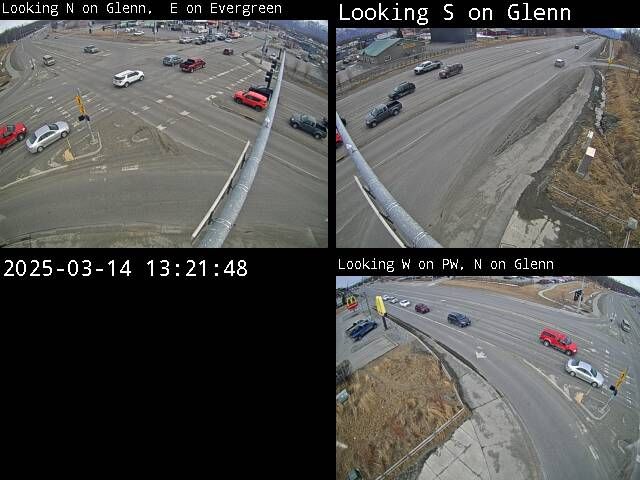 Looking N on Glenn, E on Evergreen
Looking S on Glenn
2025-03-14 13:21:48
Looking W on PW, N on Glenn